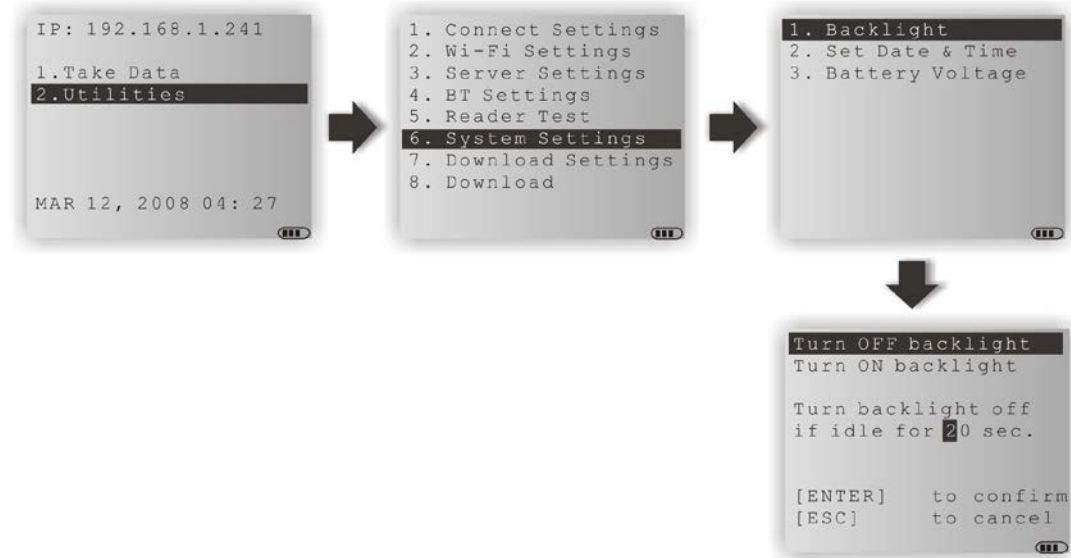 IP: 192.168.1.241
1.Take Data
2.Utilities
MAR 12, 2008 04: 27
1. Connect Settings
2. Wi-Fi Settings
3. Server Settings
4. BT Settings
5. Reader Test
6. System Settings
7. Download Settings
8. Download
1. Backlight
2. Set Date & Time
3. Battery Voltage
Turn OFF backlight
Turn ON backlight
Turn backlight off
if idle for 20 sec.
[ENTER] to confirm
[ESC] to cancel